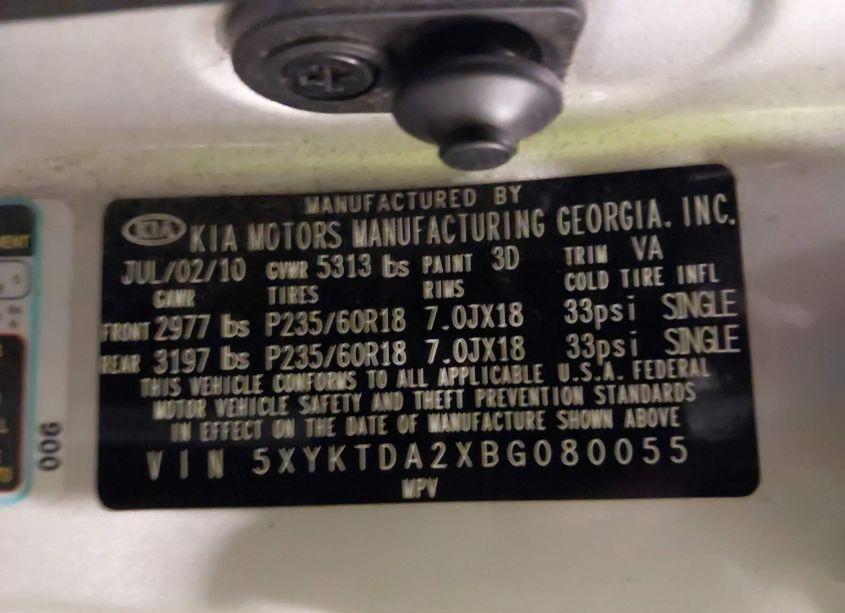 MANUFACTURED BY
KIA KIA MOTORS MANUFACTURING GEORGIA, INC.
JUL/02/10 GVWR 5313 lbs PAINT 3D TRIM VA
GAWR TIRES RIMS COLD TIRE INFL
FRONT 2977 lbs P235/60R18 7.0JX18 33psi SINGLE
REAR 3197 lbs P235/60R18 7.0JX18 33psi SINGLE
THIS VEHICLE CONFORMS TO ALL APPLICABLE U.S.A. FEDERAL
MOTOR VEHICLE SAFETY AND THEFT PREVENTION STANDARDS
IN EFFECT ON THE DATE OF MANUFACTURE SHOWN ABOVE
VIN 5XYKTDA2XBG080055
MPV
006